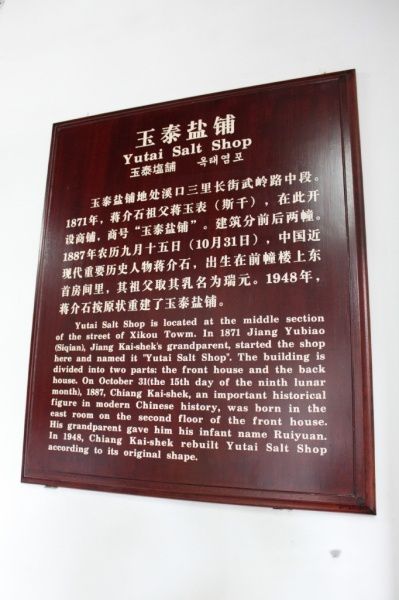 玉泰盐铺
Yutai Salt Shop
玉泰塩舗 옥태염포
玉泰盐铺地处溪口三里长街武岭路中段。
1871年，蒋介石祖父蒋玉表（斯千），在此开
设商铺，商号“玉泰盐铺”。建筑分前后两幢。
1887年农历九月十五日（10月31日），中国近
现代重要历史人物蒋介石，出生在前幢楼上东
首房间里，其祖父取其乳名为瑞元。1948年，
蒋介石按原状重建了玉泰盐铺。
Yutai Salt Shop is located at the middle section
of the street of Xikou Towm. In 1871 Jiang Yubiao
(Siqian), Jiang Kai-shek's grandparent, started the shop
here and named it "Yutai Salt Shop". The building is
divided into two parts: the front house and the back
house. On October 31(the 15th day of the ninth lunar
month), 1887, Chiang Kai-shek, an important historical
figure in modern Chinese history, was born in the
east room on the second floor of the front house.
His grandparent gave him his infant name Ruiyuan.
In 1948, Chiang Kai-shek rebuilt Yutai Salt Shop
according to its original shape.